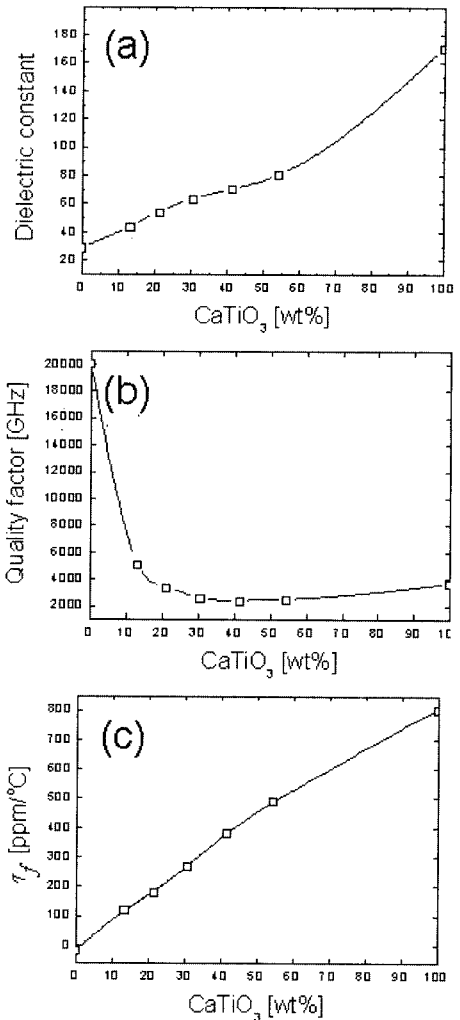 (a)
Dielectric constant
180
160
140
120
100
80
60
40
20
0 10 20 30 40 50 60 70 80 90 100
CaTiO₃ [wt%]
(b)
Quality factor [GHz]
20000
18000
16000
14000
12000
10000
8000
6000
4000
2000
0 10 20 30 40 50 60 70 80 90 100
CaTiO₃ [wt%]
(c)
τf [ppm/°C]
800
700
600
500
400
300
200
100
0
0 10 20 30 40 50 60 70 80 90 100
CaTiO₃ [wt%]